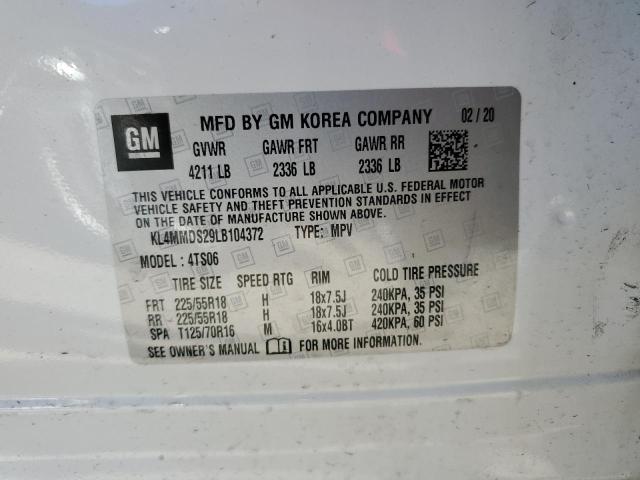 GM MFD BY GM KOREA COMPANY 02 / 20
GVWR GAWR FRT GAWR RR
4211 LB 2336 LB 2336 LB
THIS VEHICLE CONFORMS TO ALL APPLICABLE U.S. FEDERAL MOTOR
VEHICLE SAFETY AND THEFT PREVENTION STANDARDS IN EFFECT
ON THE DATE OF MANUFACTURE SHOWN ABOVE.
KL4MMDS29LB104372 TYPE: MPV
MODEL : 4TS06
TIRE SIZE SPEED RTG RIM COLD TIRE PRESSURE
FRT 225/55R18 H 18x7.5J 240KPA, 35 PSI
RR - 225/55R18 H 18x7.5J 240KPA, 35 PSI
SPA T125/70R16 M 16x4.0BT 420KPA, 60 PSI
SEE OWNER'S MANUAL FOR MORE INFORMATION.